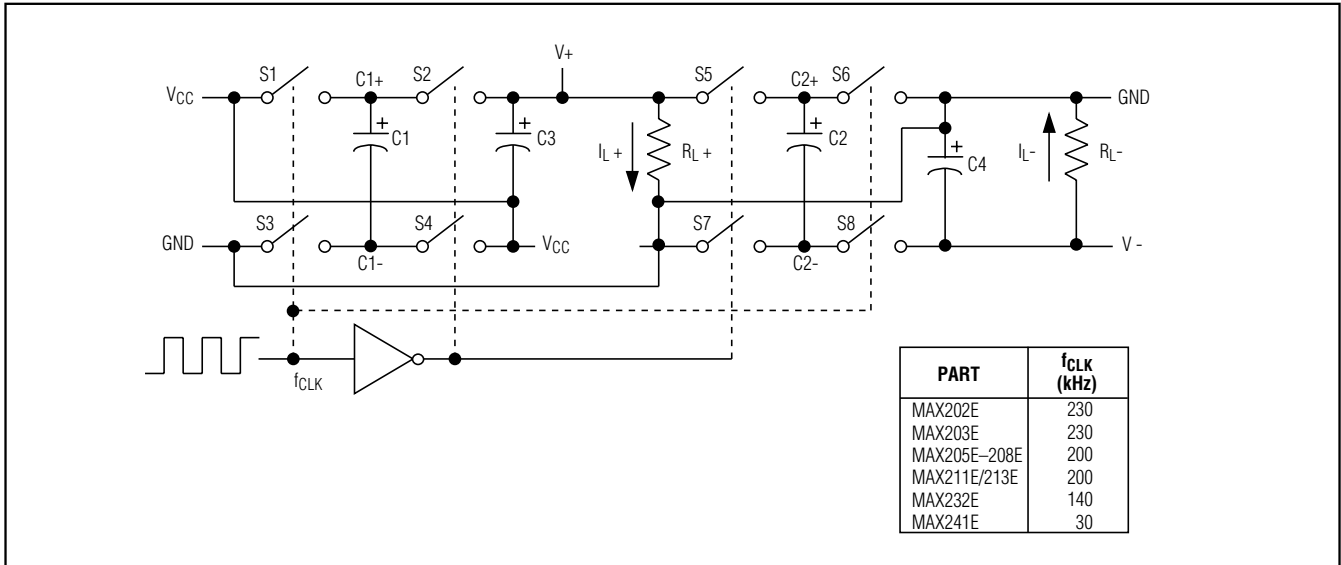 V+
S1
C1+
S2
S5
C2+
S6
VCC
GND
+
C1
+
C3
IL +
RL +
+
C2
+
C4
IL-
RL-
S3
S4
S7
S8
GND
C1-
VCC
C2-
V -
fCLK
PART
fCLK
(kHz)
MAX202E 230
MAX203E 230
MAX205E–208E 200
MAX211E/213E 200
MAX232E 140
MAX241E 30